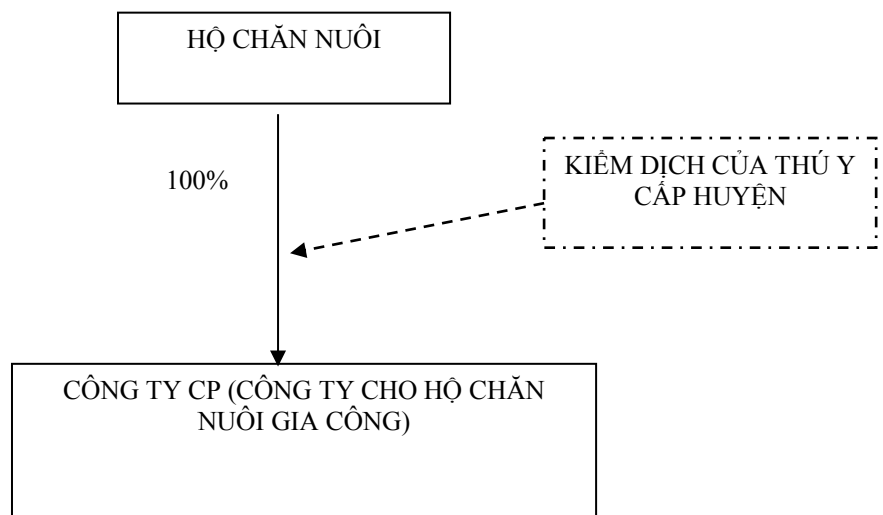 HỘ CHĂN NUÔI
100%
KIỂM DỊCH CỦA THÚ Y
CẤP HUYỆN
CÔNG TY CP (CÔNG TY CHO HỘ CHĂN
NUÔI GIA CÔNG)